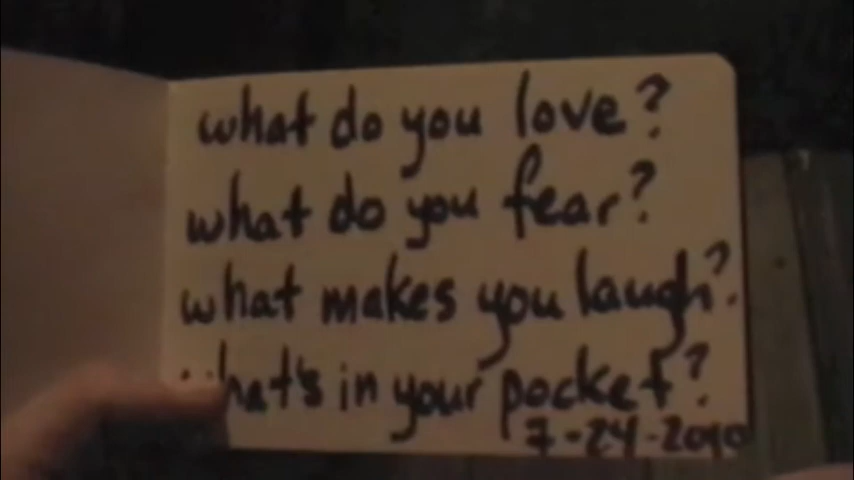 what do you love?
what do you fear?
what makes you laugh?
what's in your pocket?
7-24-2010